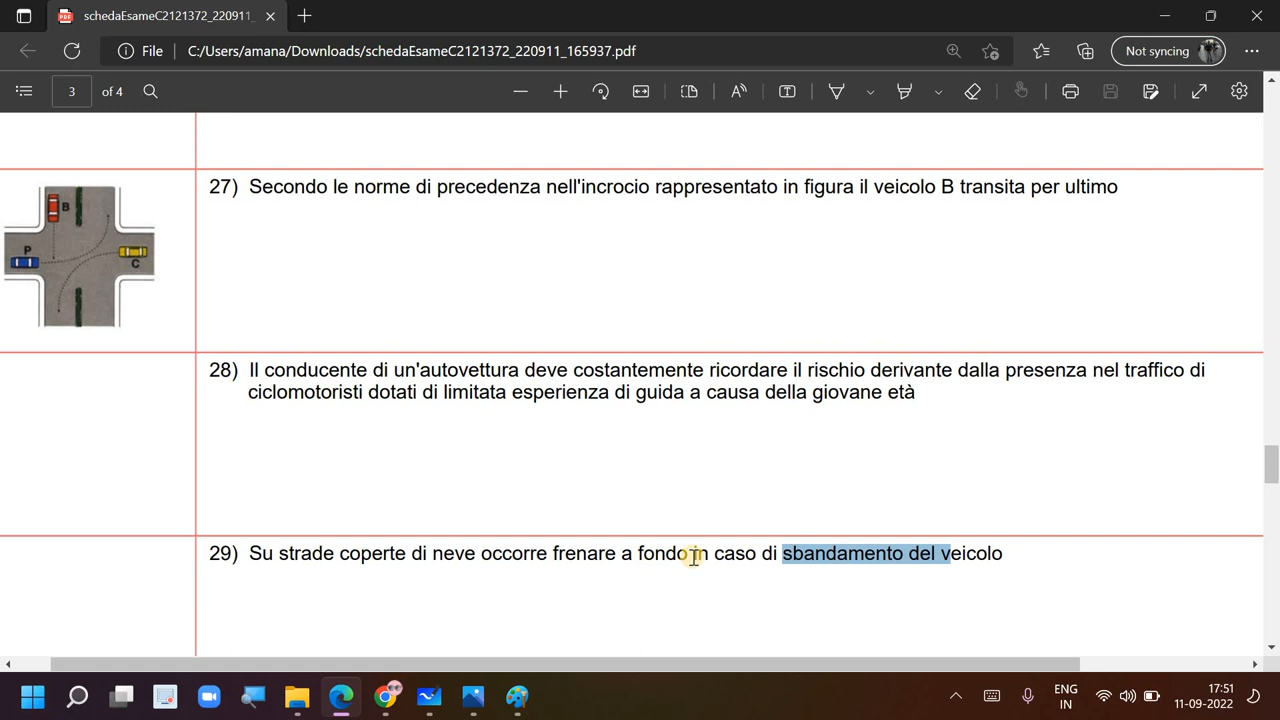 schedaEsameC2121372_220911_
File
C:/Users/amana/Downloads/schedaEsameC2121372_220911_165937.pdf
Not syncing
3 of 4
27) Secondo le norme di precedenza nell'incrocio rappresentato in figura il veicolo B transita per ultimo
B
P
C
28) Il conducente di un'autovettura deve costantemente ricordare il rischio derivante dalla presenza nel traffico di
ciclomotoristi dotati di limitata esperienza di guida a causa della giovane età
29) Su strade coperte di neve occorre frenare a fondo in caso di sbandamento del veicolo
ENG
IN
17:51
11-09-2022